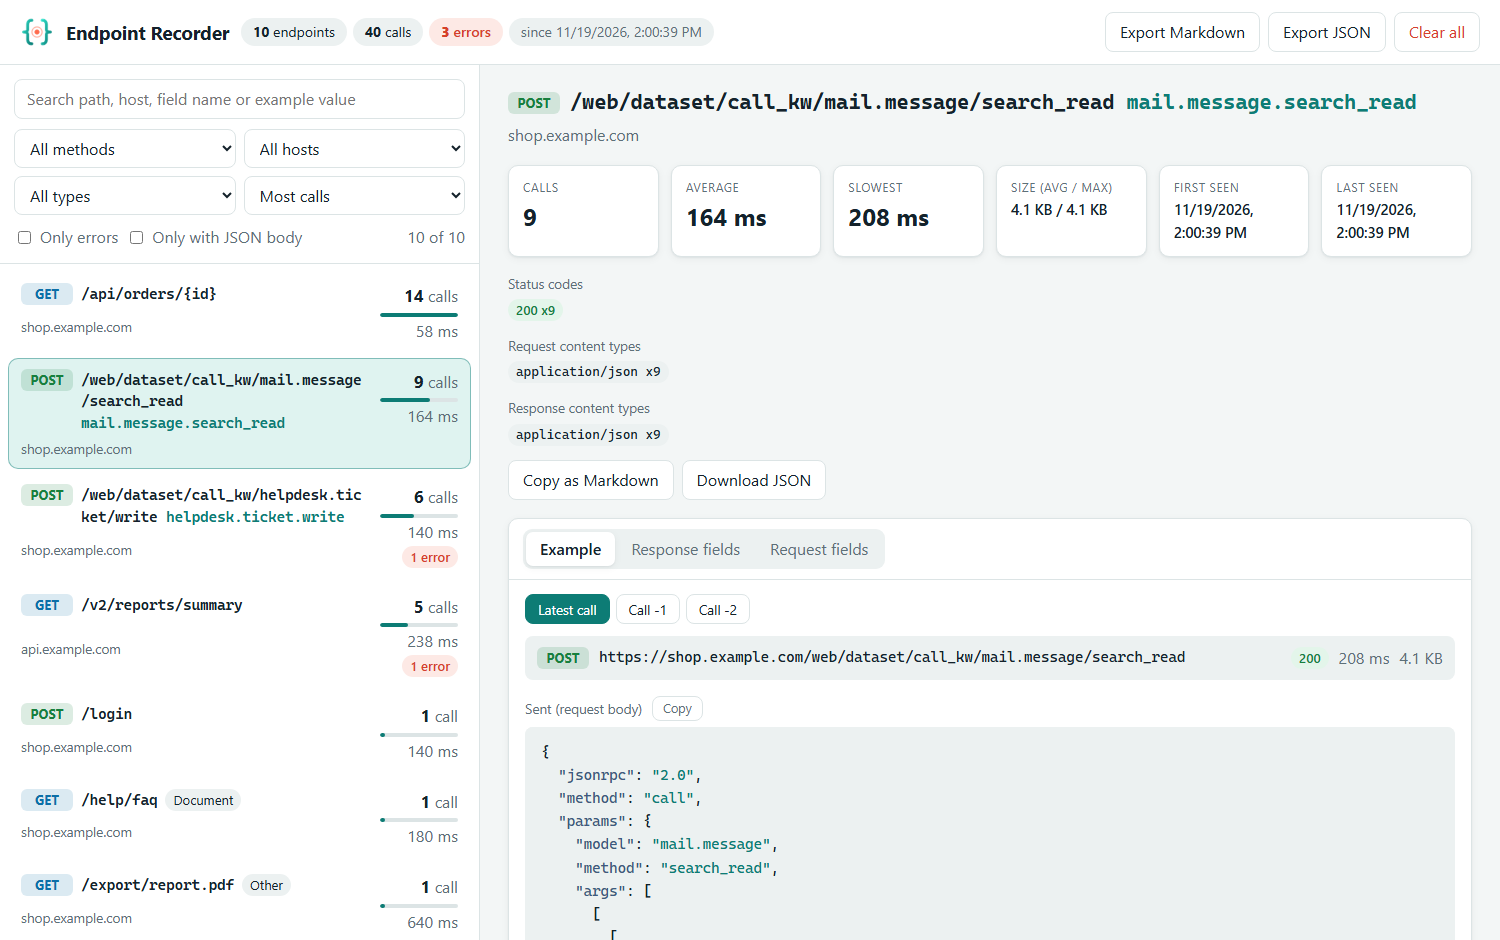 Endpoint Recorder
10 endpoints
40 calls
3 errors
since 11/19/2026, 2:00:39 PM
Export Markdown
Export JSON
Clear all
Search path, host, field name or example value
All methods
All hosts
All types
Most calls
Only errors
Only with JSON body
10 of 10
GET /api/orders/{id}
14 calls
shop.example.com
58 ms
POST /web/dataset/call_kw/mail.message
/search_read
mail.message.search_read
9 calls
164 ms
shop.example.com
POST /web/dataset/call_kw/helpdesk.tic
ket/write helpdesk.ticket.write
6 calls
140 ms
shop.example.com
1 error
GET /v2/reports/summary
5 calls
238 ms
api.example.com
1 error
POST /login
1 call
shop.example.com
140 ms
GET /help/faq Document
1 call
shop.example.com
180 ms
GET /export/report.pdf Other
1 call
shop.example.com
640 ms
POST /web/dataset/call_kw/mail.message/search_read mail.message.search_read
shop.example.com
CALLS
9
AVERAGE
164 ms
SLOWEST
208 ms
SIZE (AVG / MAX)
4.1 KB / 4.1 KB
FIRST SEEN
11/19/2026,
2:00:39 PM
LAST SEEN
11/19/2026,
2:00:39 PM
Status codes
200 x9
Request content types
application/json x9
Response content types
application/json x9
Copy as Markdown
Download JSON
Example
Response fields
Request fields
Latest call
Call -1
Call -2
POST https://shop.example.com/web/dataset/call_kw/mail.message/search_read 200 208 ms 4.1 KB
Sent (request body) Copy
{
"jsonrpc": "2.0",
"method": "call",
"params": {
"model": "mail.message",
"method": "search_read",
"args": [
[
[